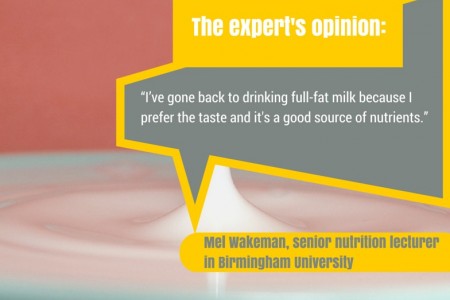 The expert's opinion:
“I’ve gone back to drinking full-fat milk because I
prefer the taste and it's a good source of nutrients.”
Mel Wakeman, senior nutrition lecturer
in Birmingham University